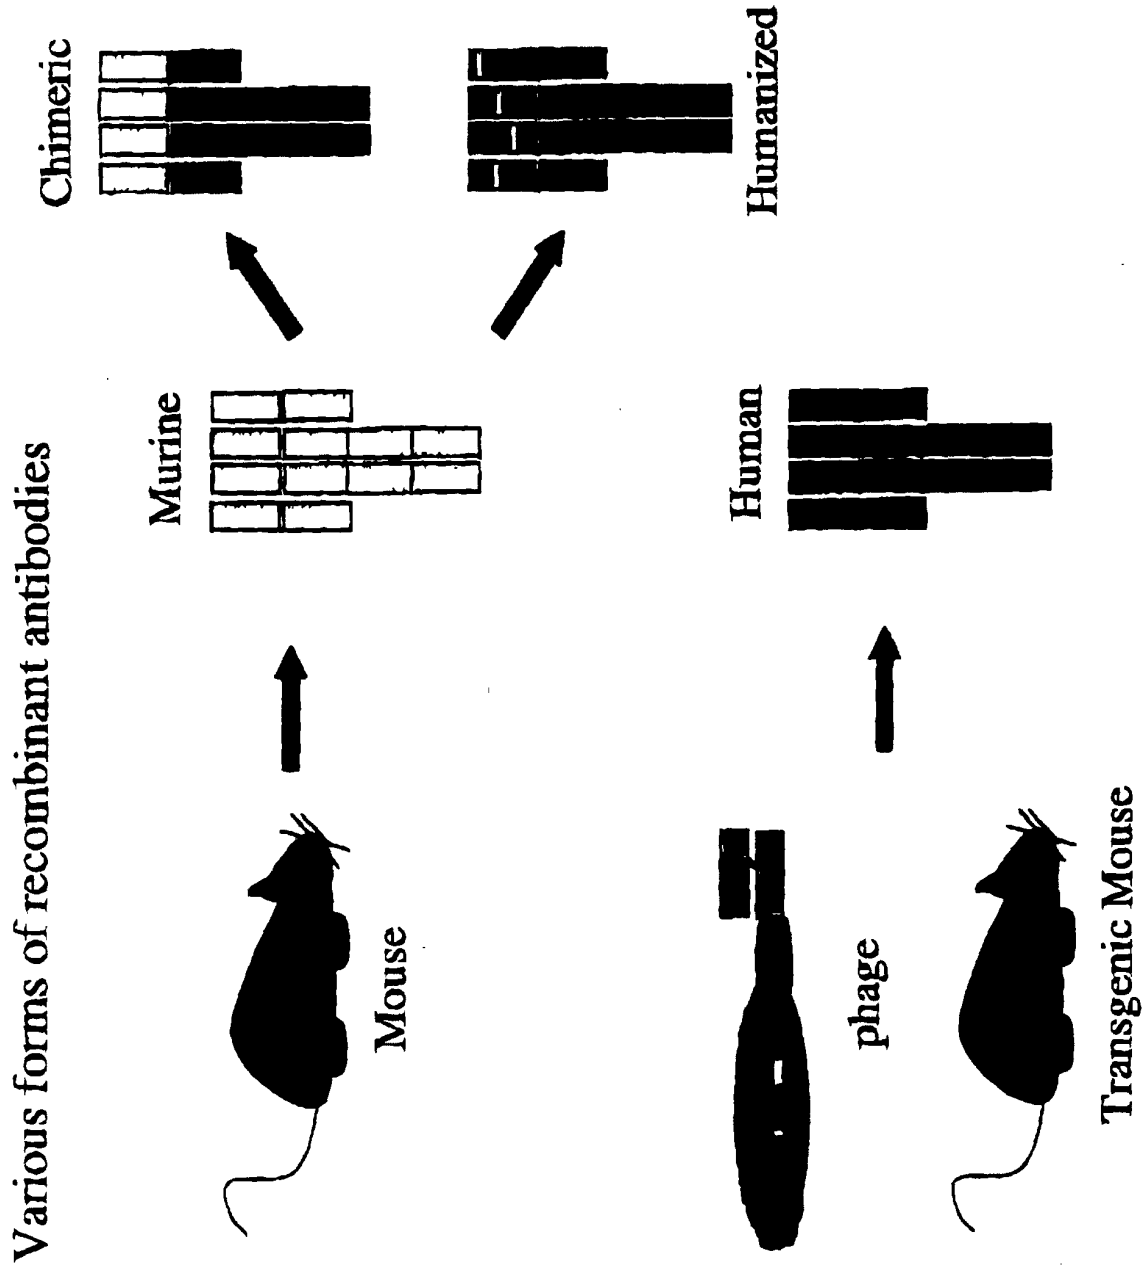 Various forms of recombinant antibodies
Mouse
Murine
Chimeric
Humanized
phage
Transgenic Mouse
Human